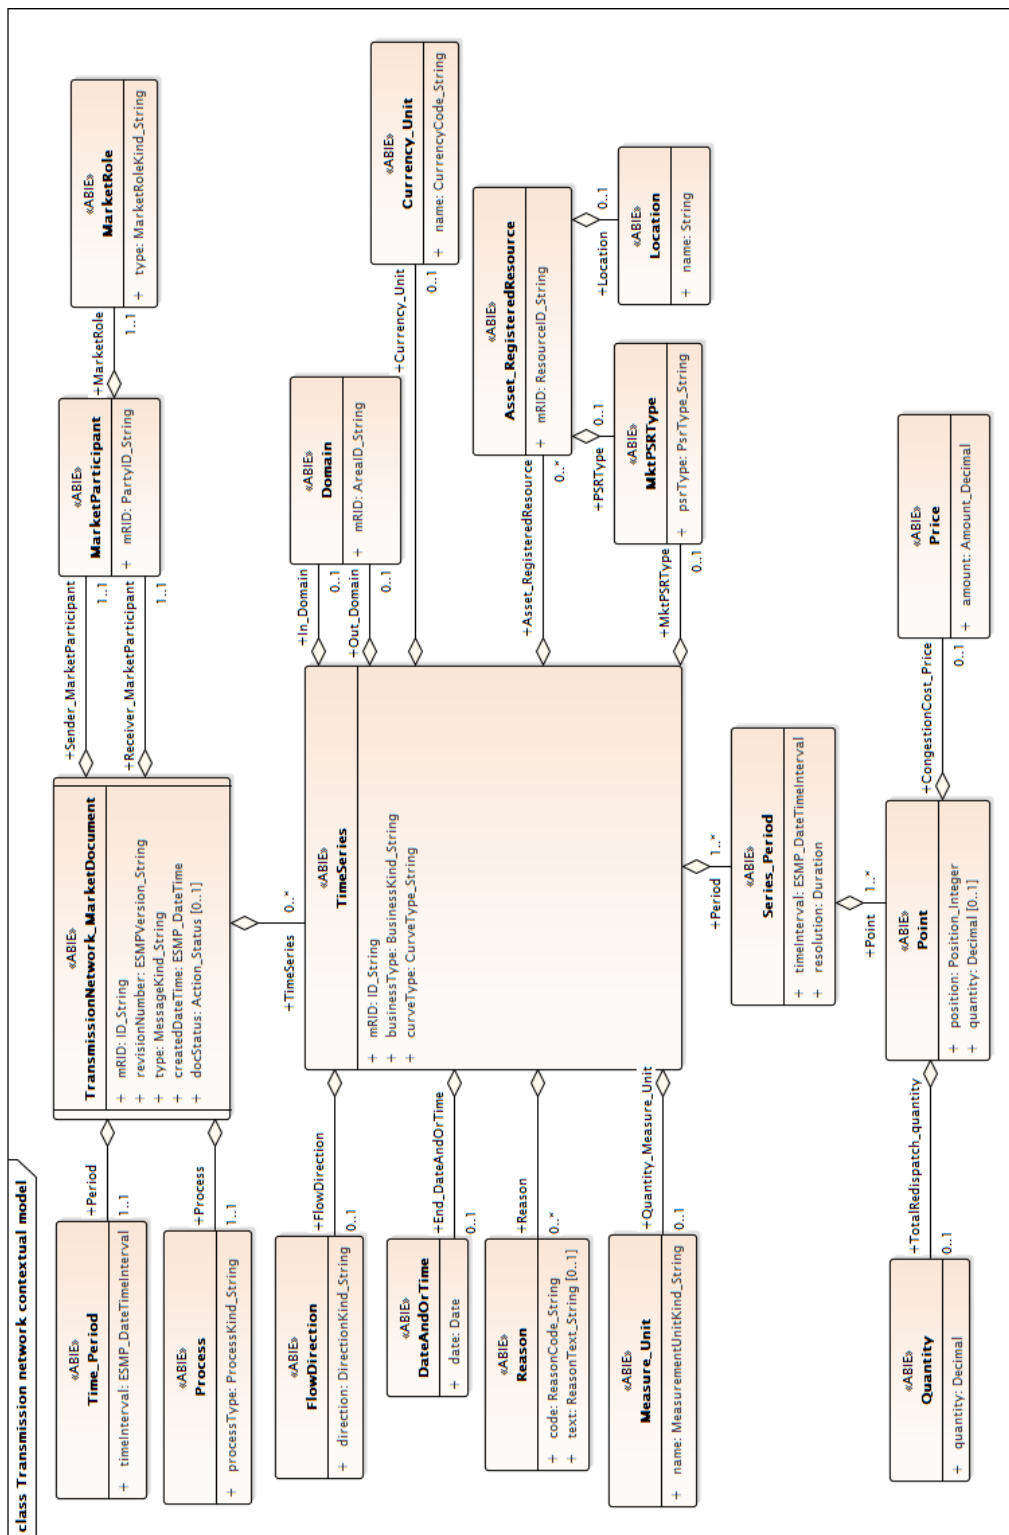 class Transmission network contextual model
«ABIE»
Time_Period
+ timeInterval: ESMP_DateTimeInterval
+Period
1..1
«ABIE»
Process
+ processType: ProcessKind_String
+Process
1..1
«ABIE»
TransmissionNetwork_MarketDocument
+ mRID: ID_String
+ revisionNumber: ESMPVersion_String
+ type: MessageKind_String
+ createdDateTime: ESMP_DateTime
+ docStatus: Action_Status [0..1]
+Sender_MarketParticipant
1..1
+Receiver_MarketParticipant
1..1
«ABIE»
MarketParticipant
+ mRID: PartyID_String
+MarketRole
1..1
«ABIE»
MarketRole
+ type: MarketRoleKind_String
+TimeSeries
0..*
«ABIE»
FlowDirection
+ direction: DirectionKind_String
+FlowDirection
0..1
«ABIE»
DateAndOrTime
+ date: Date
+End_DateAndOrTime
0..1
«ABIE»
Reason
+ code: ReasonCode_String
+ text: ReasonText_String [0..1]
+Reason
0..*
«ABIE»
Measure_Unit
+ name: MeasurementUnitKind_String
+Quantity_Measure_Unit
0..1
«ABIE»
TimeSeries
+ mRID: ID_String
+ businessType: BusinessKind_String
+ curveType: CurveType_String
+In_Domain
0..1
+Out_Domain
0..1
«ABIE»
Domain
+ mRID: AreaID_String
+Currency_Unit
0..1
«ABIE»
Currency_Unit
+ name: CurrencyCode_String
+Asset_RegisteredResource
0..*
«ABIE»
Asset_RegisteredResource
+ mRID: ResourceID_String
+PSRType
0..1
+Location
0..1
+MktPSRType
0..1
«ABIE»
MktPSRType
+ psrType: PsrType_String
«ABIE»
Location
+ name: String
+Period
1..*
«ABIE»
Series_Period
+ timeInterval: ESMP_DateTimeInterval
+ resolution: Duration
+Point
1..*
«ABIE»
Quantity
+ quantity: Decimal
+TotalRedispatch_quantity
0..1
«ABIE»
Point
+ position: Position_Integer
+ quantity: Decimal [0..1]
+CongestionCost_Price
0..1
«ABIE»
Price
+ amount: Amount_Decimal